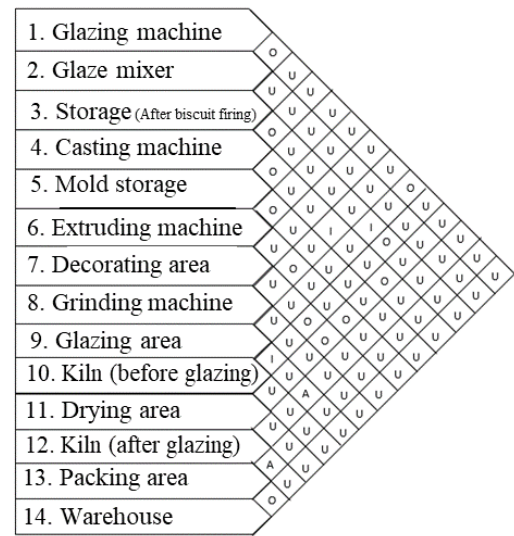 1. Glazing machine
O
2. Glaze mixer
U
U U
3. Storage (After biscuit firing)
U U
O U U
4. Casting machine
U U U
O U U U
5. Mold storage
U U U O
O U U U U
6. Extruding machine
U I I U U
U U U O U U
7. Decorating area
O U U U U U
U U U O U U U
8. Grinding machine
U U U U U U
U O O U U U
9. Glazing area
U O U U U
I U U U U
10. Kiln (before glazing)
U U U U
U A U U
11. Drying area
U U U
U U U
12. Kiln (after glazing)
U U
A U
13. Packing area
U
O
14. Warehouse